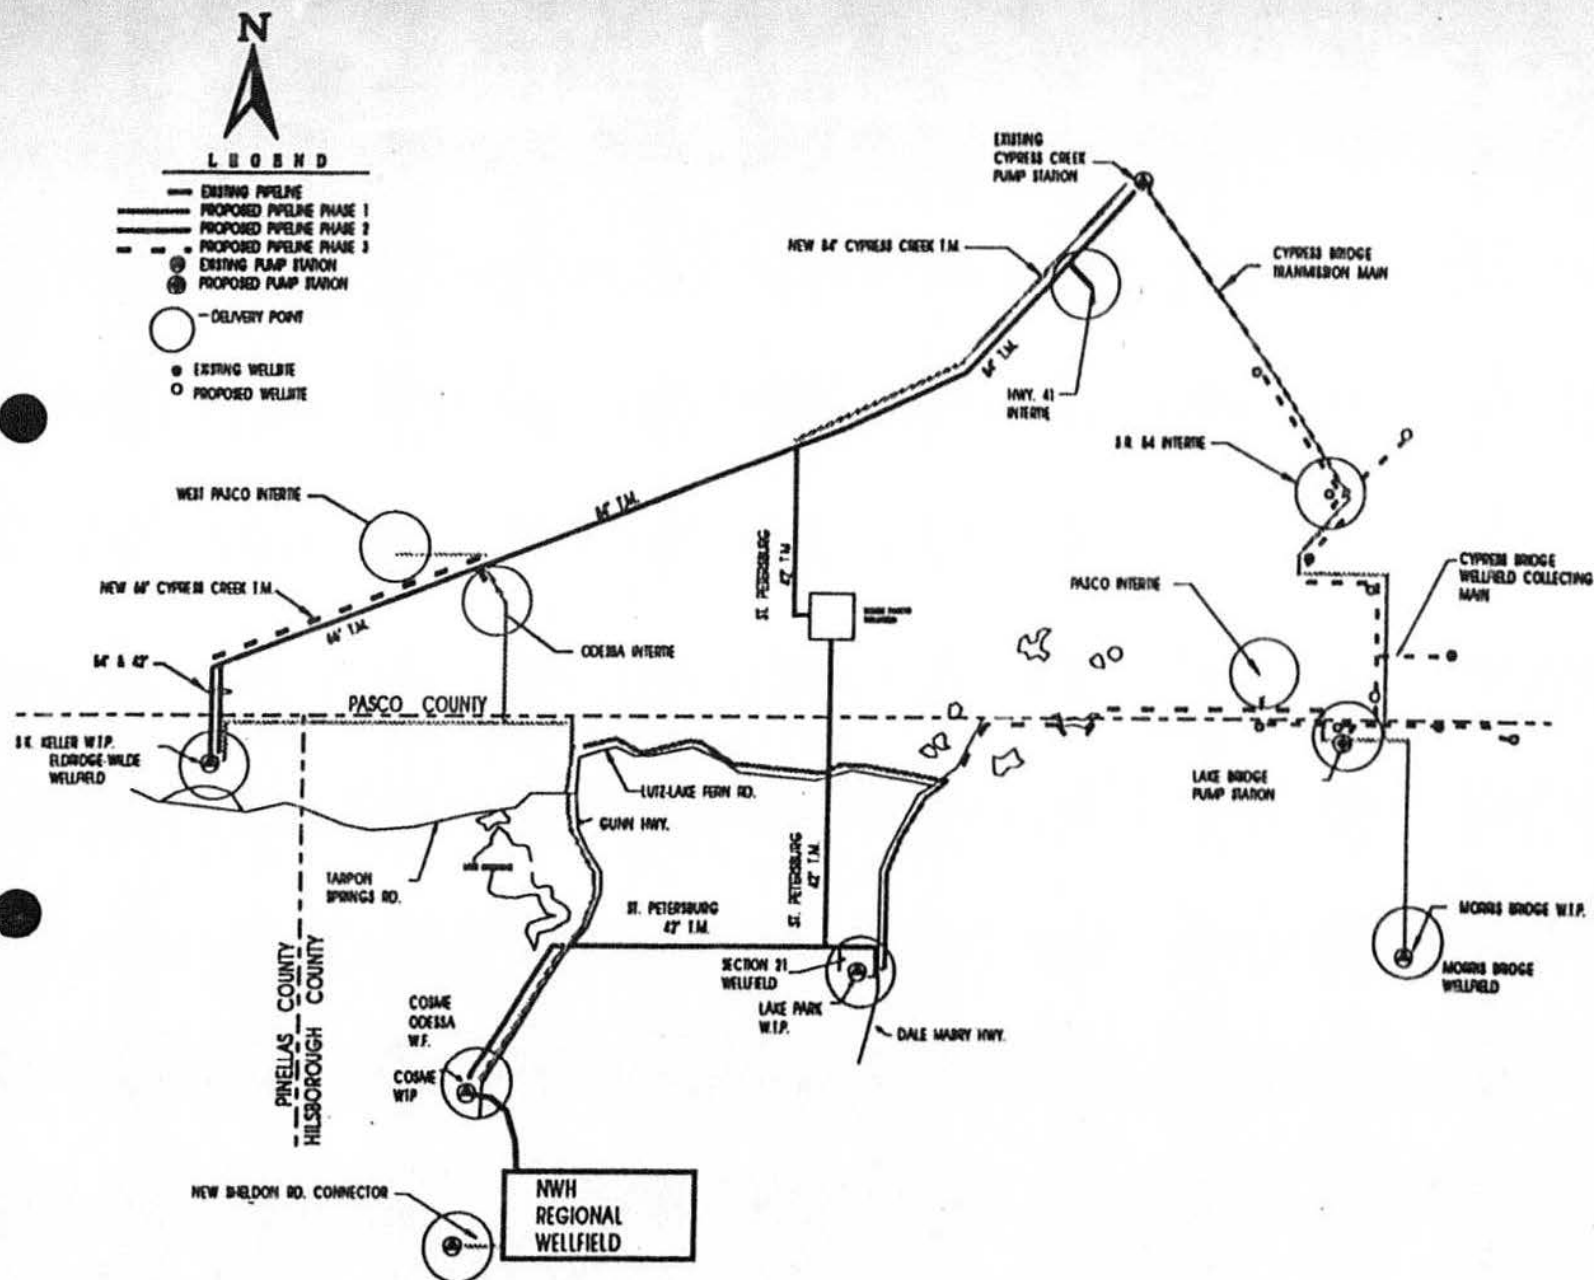 N
LEGEND
EXISTING PIPELINE
PROPOSED PIPELINE PHASE 1
PROPOSED PIPELINE PHASE 2
PROPOSED PIPELINE PHASE 3
EXISTING PUMP STATION
PROPOSED PUMP STATION
- DELIVERY POINT
EXISTING WELLSITE
PROPOSED WELLSITE
EXISTING
CYPRESS CREEK
PUMP STATION
NEW 84" CYPRESS CREEK T.M.
CYPRESS BRIDGE
TRANMISSION MAIN
84" T.M.
HWY. 41
INTERTIE
S.R. 54 INTERTIE
WEST PASCO INTERTIE
84" T.M.
ST. PETERSBURG
42" T.M.
CYPRESS BRIDGE
WELLFIELD COLLECTING
MAIN
PASCO INTERTIE
NEW 66" CYPRESS CREEK T.M.
66" T.M.
ODESSA INTERTIE
54" & 42"
PASCO COUNTY
S.K. KELLER W.T.P.
ELDRIDGE-WILDE
WELLFIELD
LAKE BRIDGE
PUMP STATION
LUTZ-LAKE FERN RD.
GUNN HWY.
TARPON
SPRINGS RD.
ST. PETERSBURG
42" T.M.
ST. PETERSBURG
42" T.M.
MORRIS BRIDGE W.T.P.
MORRIS BRIDGE
WELLFIELD
SECTION 21
WELLFIELD
LAKE PARK
W.T.P.
DALE MABRY HWY.
COSME
ODESSA
W.F.
COSME
WTP
PINELLAS COUNTY
HILSBOROUGH COUNTY
NEW SHELDON RD. CONNECTOR
NWH
REGIONAL
WELLFIELD